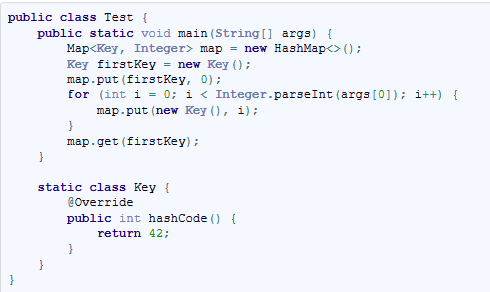 public class Test {
    public static void main(String[] args) {
        Map<Key, Integer> map = new HashMap<>();
        Key firstKey = new Key();
        map.put(firstKey, 0);
        for (int i = 0; i < Integer.parseInt(args[0]); i++) {
            map.put(new Key(), i);
        }
        map.get(firstKey);
    }

    static class Key {
        @Override
        public int hashCode() {
            return 42;
        }
    }
}